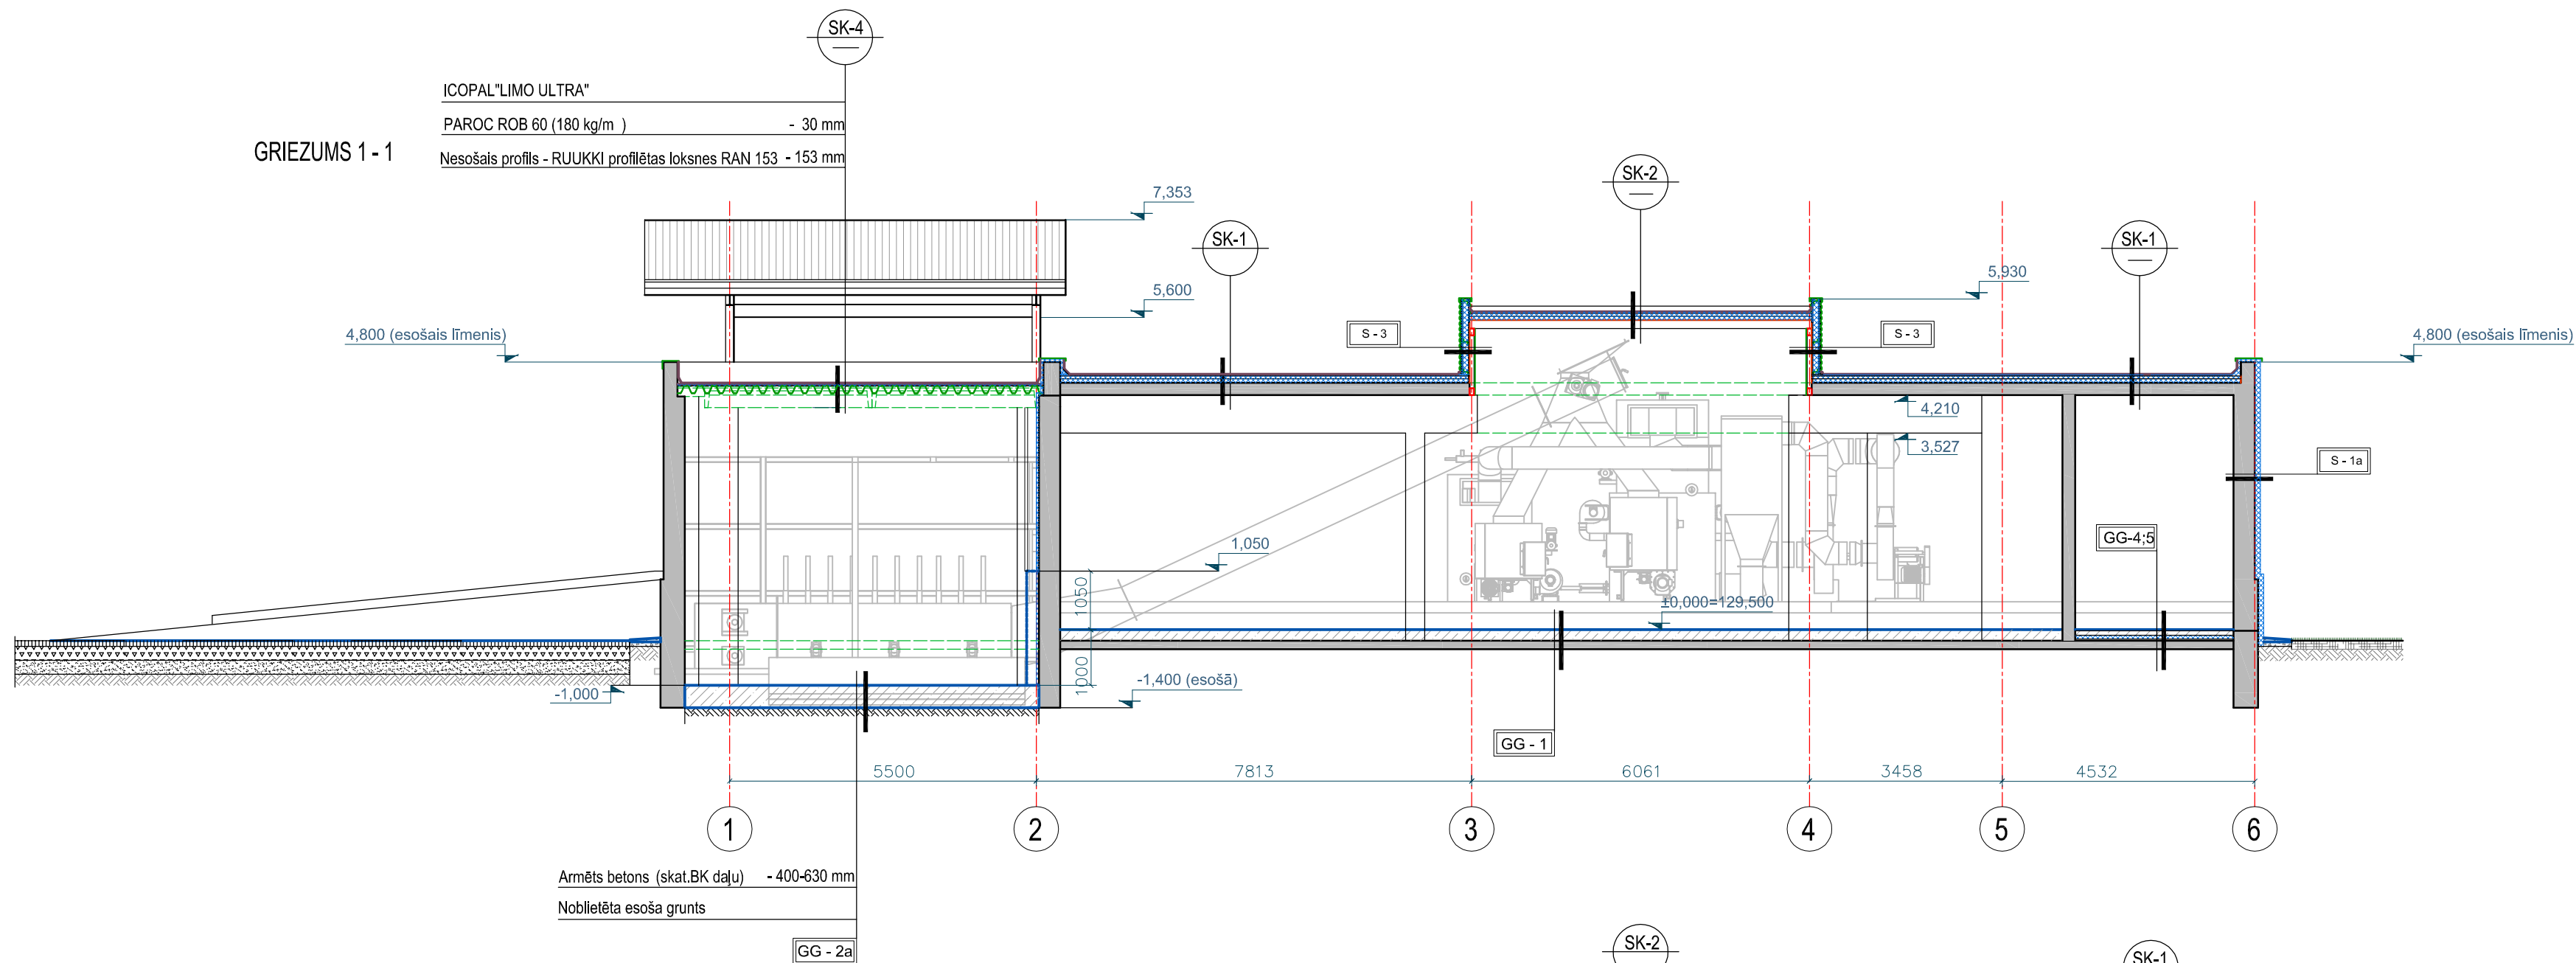 SK-4
ICOPAL"LIMO ULTRA"
PAROC ROB 60 (180 kg/m ) - 30 mm
GRIEZUMS 1 - 1
Nesošais profils - RUUKKI profilētas loksnes RAN 153 - 153 mm
SK-2
7,353
SK-1
SK-1
5,930
5,600
4,800 (esošais līmenis)
S - 3
S - 3
4,800 (esošais līmenis)
4,210
3,527
S - 1a
GG-4;5
1,050
1050
±0,000=129,500
1000
-1,000
-1,400 (esošā)
GG - 1
5500
7813
6061
3458
4532
1
2
3
4
5
6
Armēts betons (skat.BK daļu) - 400-630 mm
Noblietēta esoša grunts
GG - 2a
SK-2
SK-1